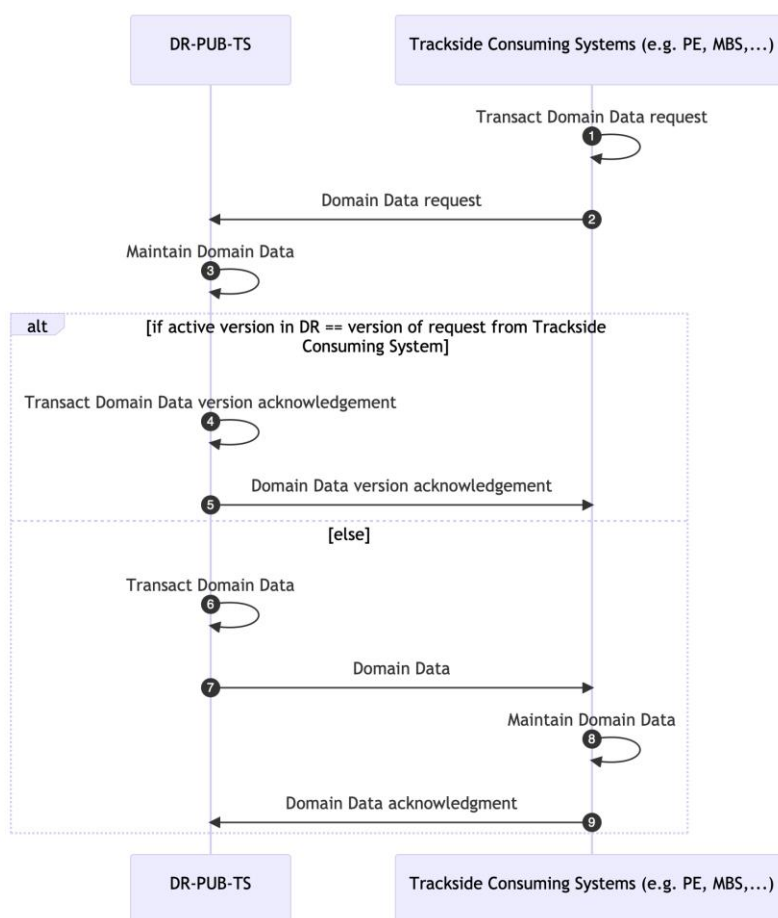 DR-PUB-TS
Trackside Consuming Systems (e.g. PE, MBS,...)
Transact Domain Data request
1
Domain Data request
2
Maintain Domain Data
3
alt
[if active version in DR == version of request from Trackside
Consuming System]
Transact Domain Data version acknowledgement
4
Domain Data version acknowledgement
5
[else]
Transact Domain Data
6
Domain Data
7
Maintain Domain Data
8
Domain Data acknowledgment
9
DR-PUB-TS
Trackside Consuming Systems (e.g. PE, MBS,...)